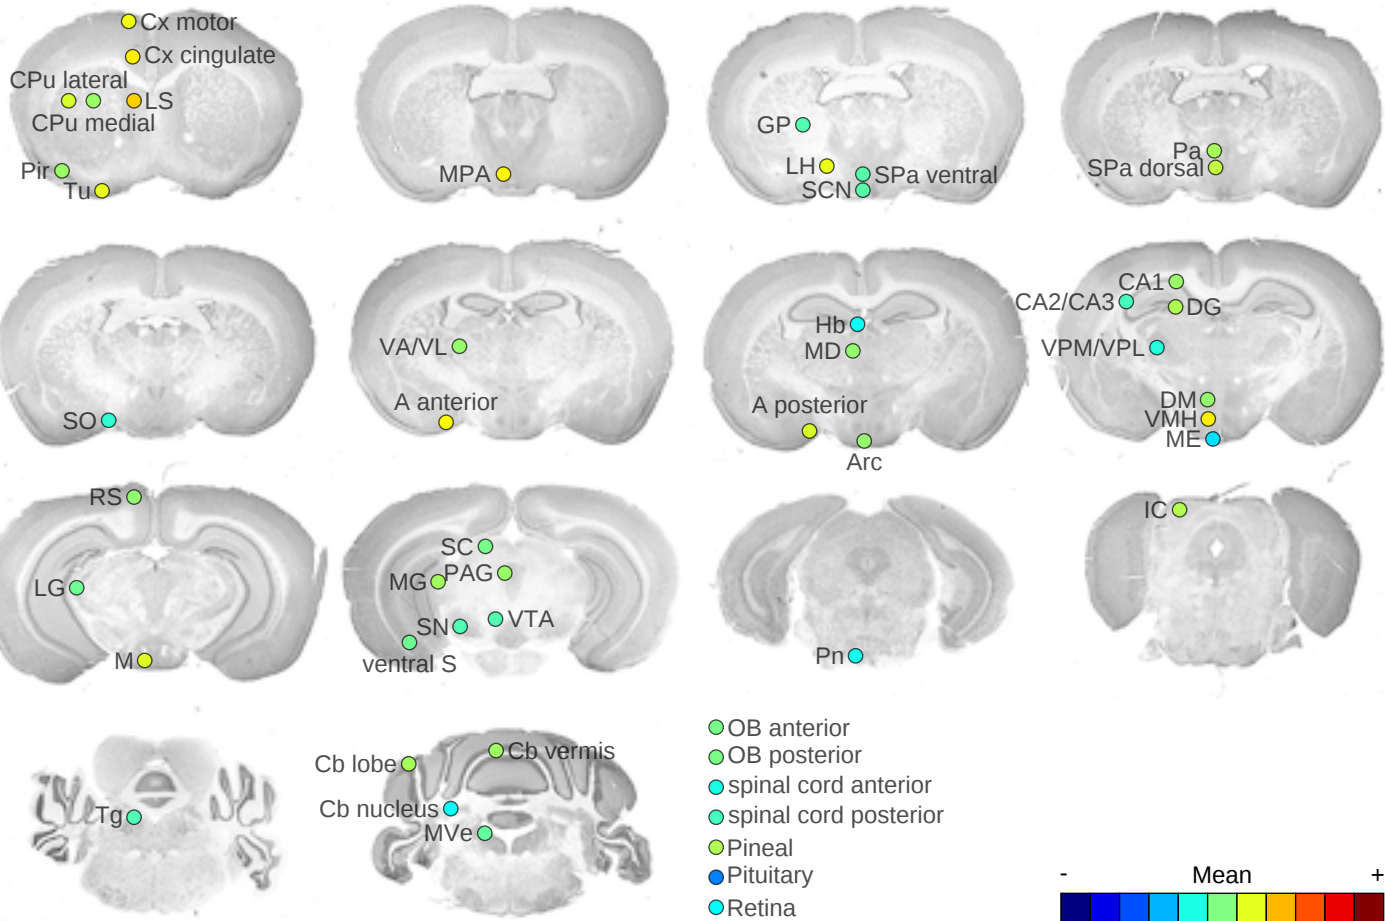 Cx motor
Cx cingulate
CPu lateral
LS
CPu medial
Pir
Tu
MPA
GP
LH
SPa ventral
SCN
Pa
SPa dorsal
SO
VA/VL
A anterior
Hb
MD
A posterior
Arc
CA1
CA2/CA3
DG
VPM/VPL
DM
VMH
ME
RS
LG
M
SC
MG
PAG
SN
VTA
ventral S
Pn
IC
Tg
Cb lobe
Cb vermis
Cb nucleus
MVe
OB anterior
OB posterior
spinal cord anterior
spinal cord posterior
Pineal
Pituitary
Retina
- Mean +